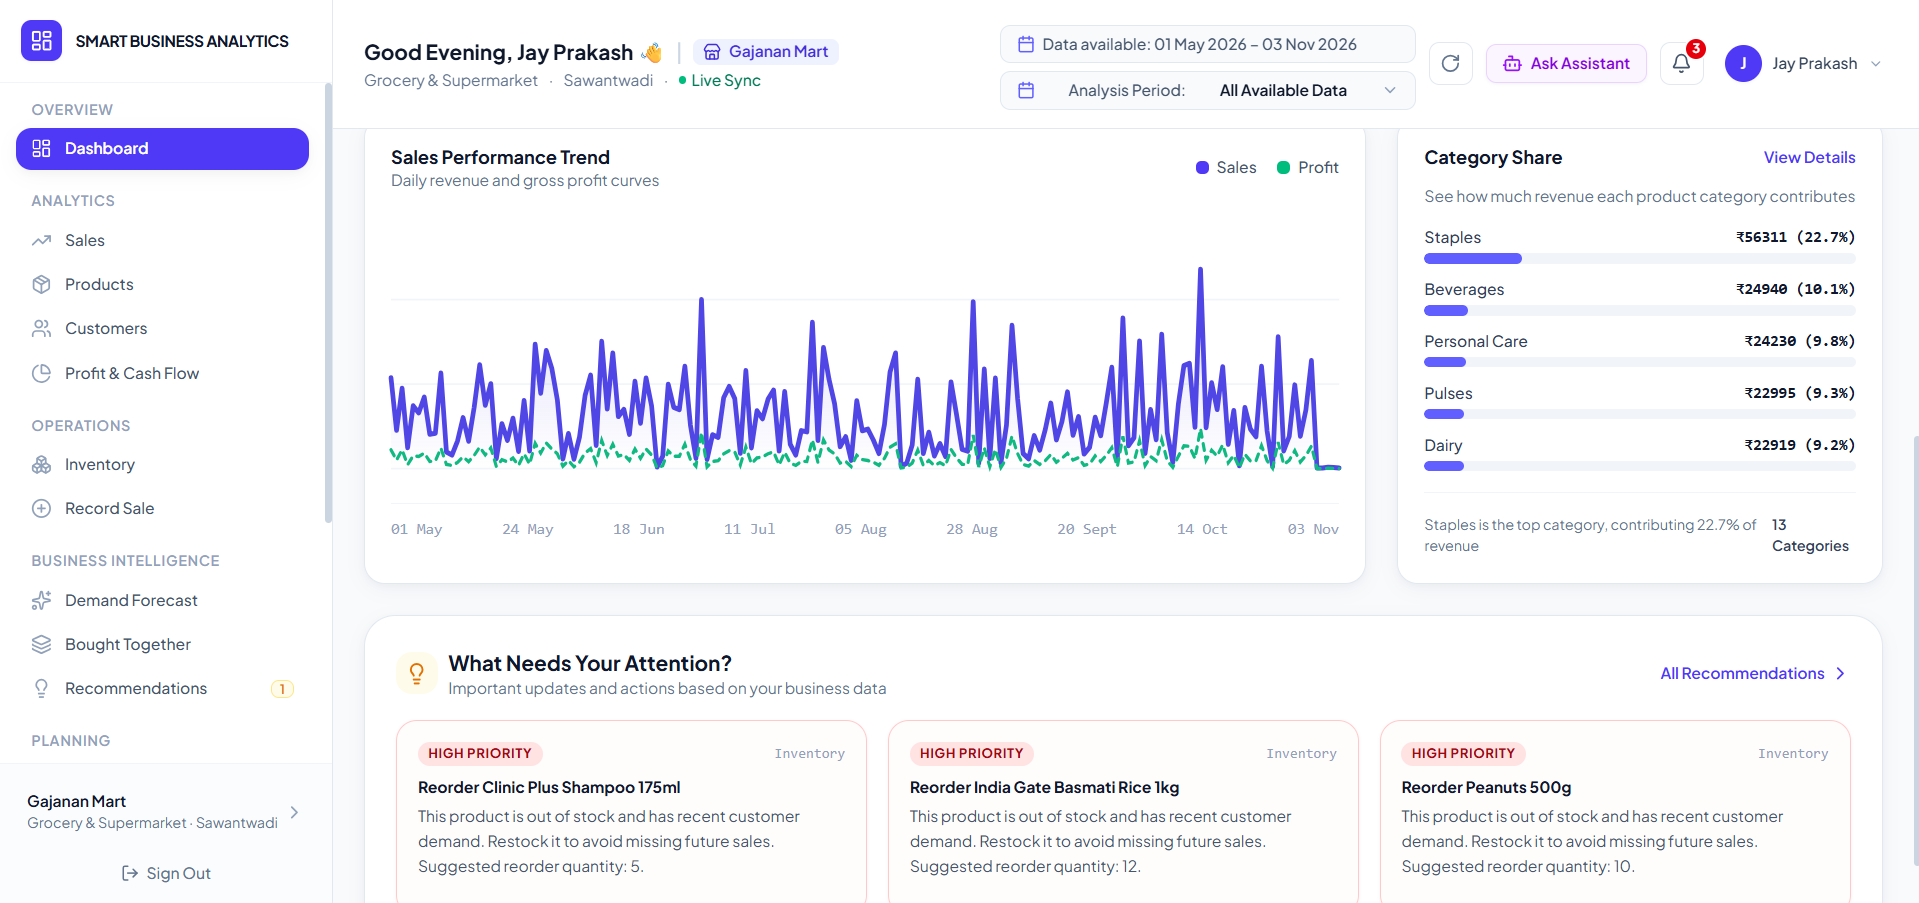 SMART BUSINESS ANALYTICS
OVERVIEW
Dashboard
ANALYTICS
Sales
Products
Customers
Profit & Cash Flow
OPERATIONS
Inventory
Record Sale
BUSINESS INTELLIGENCE
Demand Forecast
Bought Together
Recommendations 1
PLANNING
Gajanan Mart
Grocery & Supermarket · Sawantwadi
Sign Out
Good Evening, Jay Prakash 👋 | Gajanan Mart
Grocery & Supermarket · Sawantwadi · Live Sync
Data available: 01 May 2026 – 03 Nov 2026
Analysis Period: All Available Data
Ask Assistant
3
J Jay Prakash
Sales Performance Trend
Daily revenue and gross profit curves
Sales Profit
01 May 24 May 18 Jun 11 Jul 05 Aug 28 Aug 20 Sept 14 Oct 03 Nov
Category Share View Details
See how much revenue each product category contributes
Staples ₹56311 (22.7%)
Beverages ₹24940 (10.1%)
Personal Care ₹24230 (9.8%)
Pulses ₹22995 (9.3%)
Dairy ₹22919 (9.2%)
Staples is the top category, contributing 22.7% of revenue
13 Categories
What Needs Your Attention?
Important updates and actions based on your business data
All Recommendations
HIGH PRIORITY Inventory
Reorder Clinic Plus Shampoo 175ml
This product is out of stock and has recent customer
demand. Restock it to avoid missing future sales.
Suggested reorder quantity: 5.
HIGH PRIORITY Inventory
Reorder India Gate Basmati Rice 1kg
This product is out of stock and has recent customer
demand. Restock it to avoid missing future sales.
Suggested reorder quantity: 12.
HIGH PRIORITY Inventory
Reorder Peanuts 500g
This product is out of stock and has recent customer
demand. Restock it to avoid missing future sales.
Suggested reorder quantity: 10.